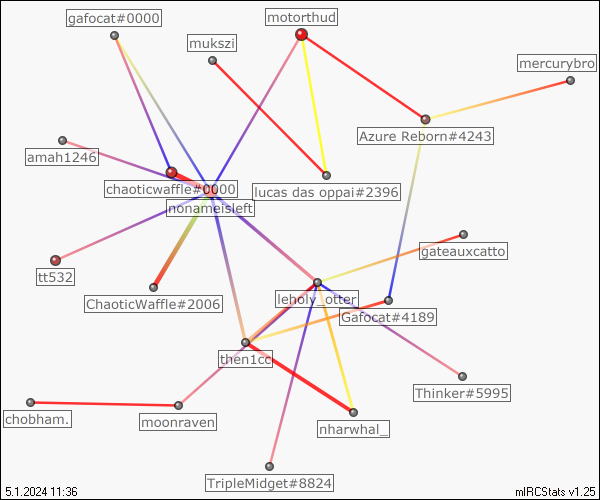 gafocat#0000
motorthud
mukszi
mercurybro
Azure Reborn#4243
amah1246
chaoticwaffle#0000
lucas das oppai#2396
nonameisleft
gateauxcatto
tt532
ChaoticWaffle#2006
leholy_otter
Gafocat#4189
then1cc
Thinker#5995
chobham.
moonraven
nharwhal_
TripleMidget#8824
5.1.2024 11:36
mIRCStats v1.25